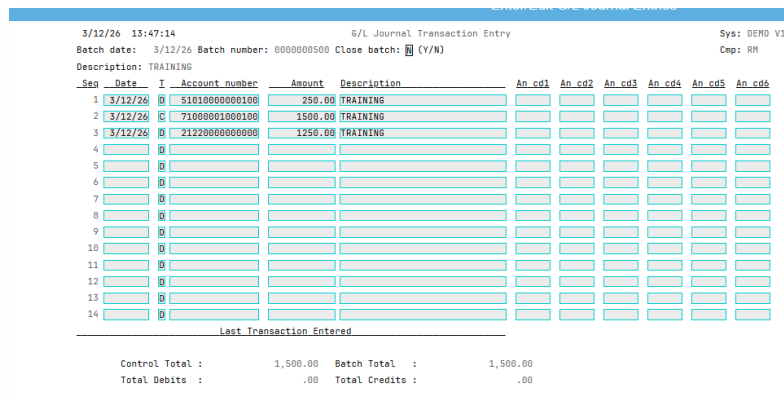 3/12/26 13:47:14 G/L Journal Transaction Entry Sys: DEMO V1
Batch date: 3/12/26 Batch number: 0000000500 Close batch: N (Y/N) Cmp: RM
Description: TRAINING
Seq Date T Account number Amount Description An cd1 An cd2 An cd3 An cd4 An cd5 An cd6
1 3/12/26 D 51010000000100 250.00 TRAINING
2 3/12/26 C 71000001000100 1500.00 TRAINING
3 3/12/26 D 21220000000000 1250.00 TRAINING
4 D
5 D
6 D
7 D
8 D
9 D
10 D
11 D
12 D
13 D
14 D
Last Transaction Entered
Control Total : 1,500.00 Batch Total : 1,500.00
Total Debits : .00 Total Credits : .00